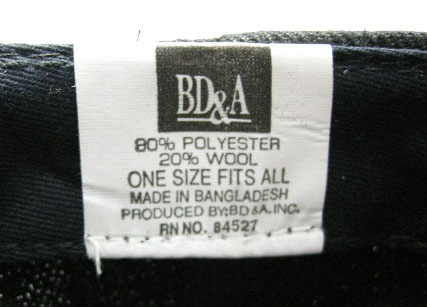 BD&A
80% POLYESTER
20% WOOL
ONE SIZE FITS ALL
MADE IN BANGLADESH
PRODUCED BY:BD&A.INC.
RN NO. 84527